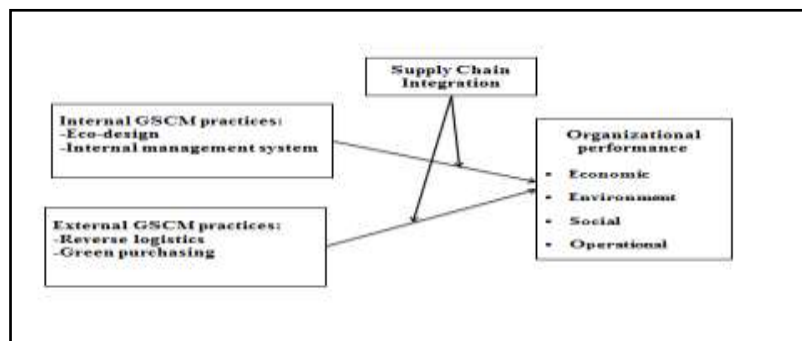 Supply Chain
Integration
Internal GSCM practices:
-Eco-design
-Internal management system
Organizational
performance
• Economic
• Environment
• Social
• Operational
External GSCM practices:
-Reverse logistics
-Green purchasing